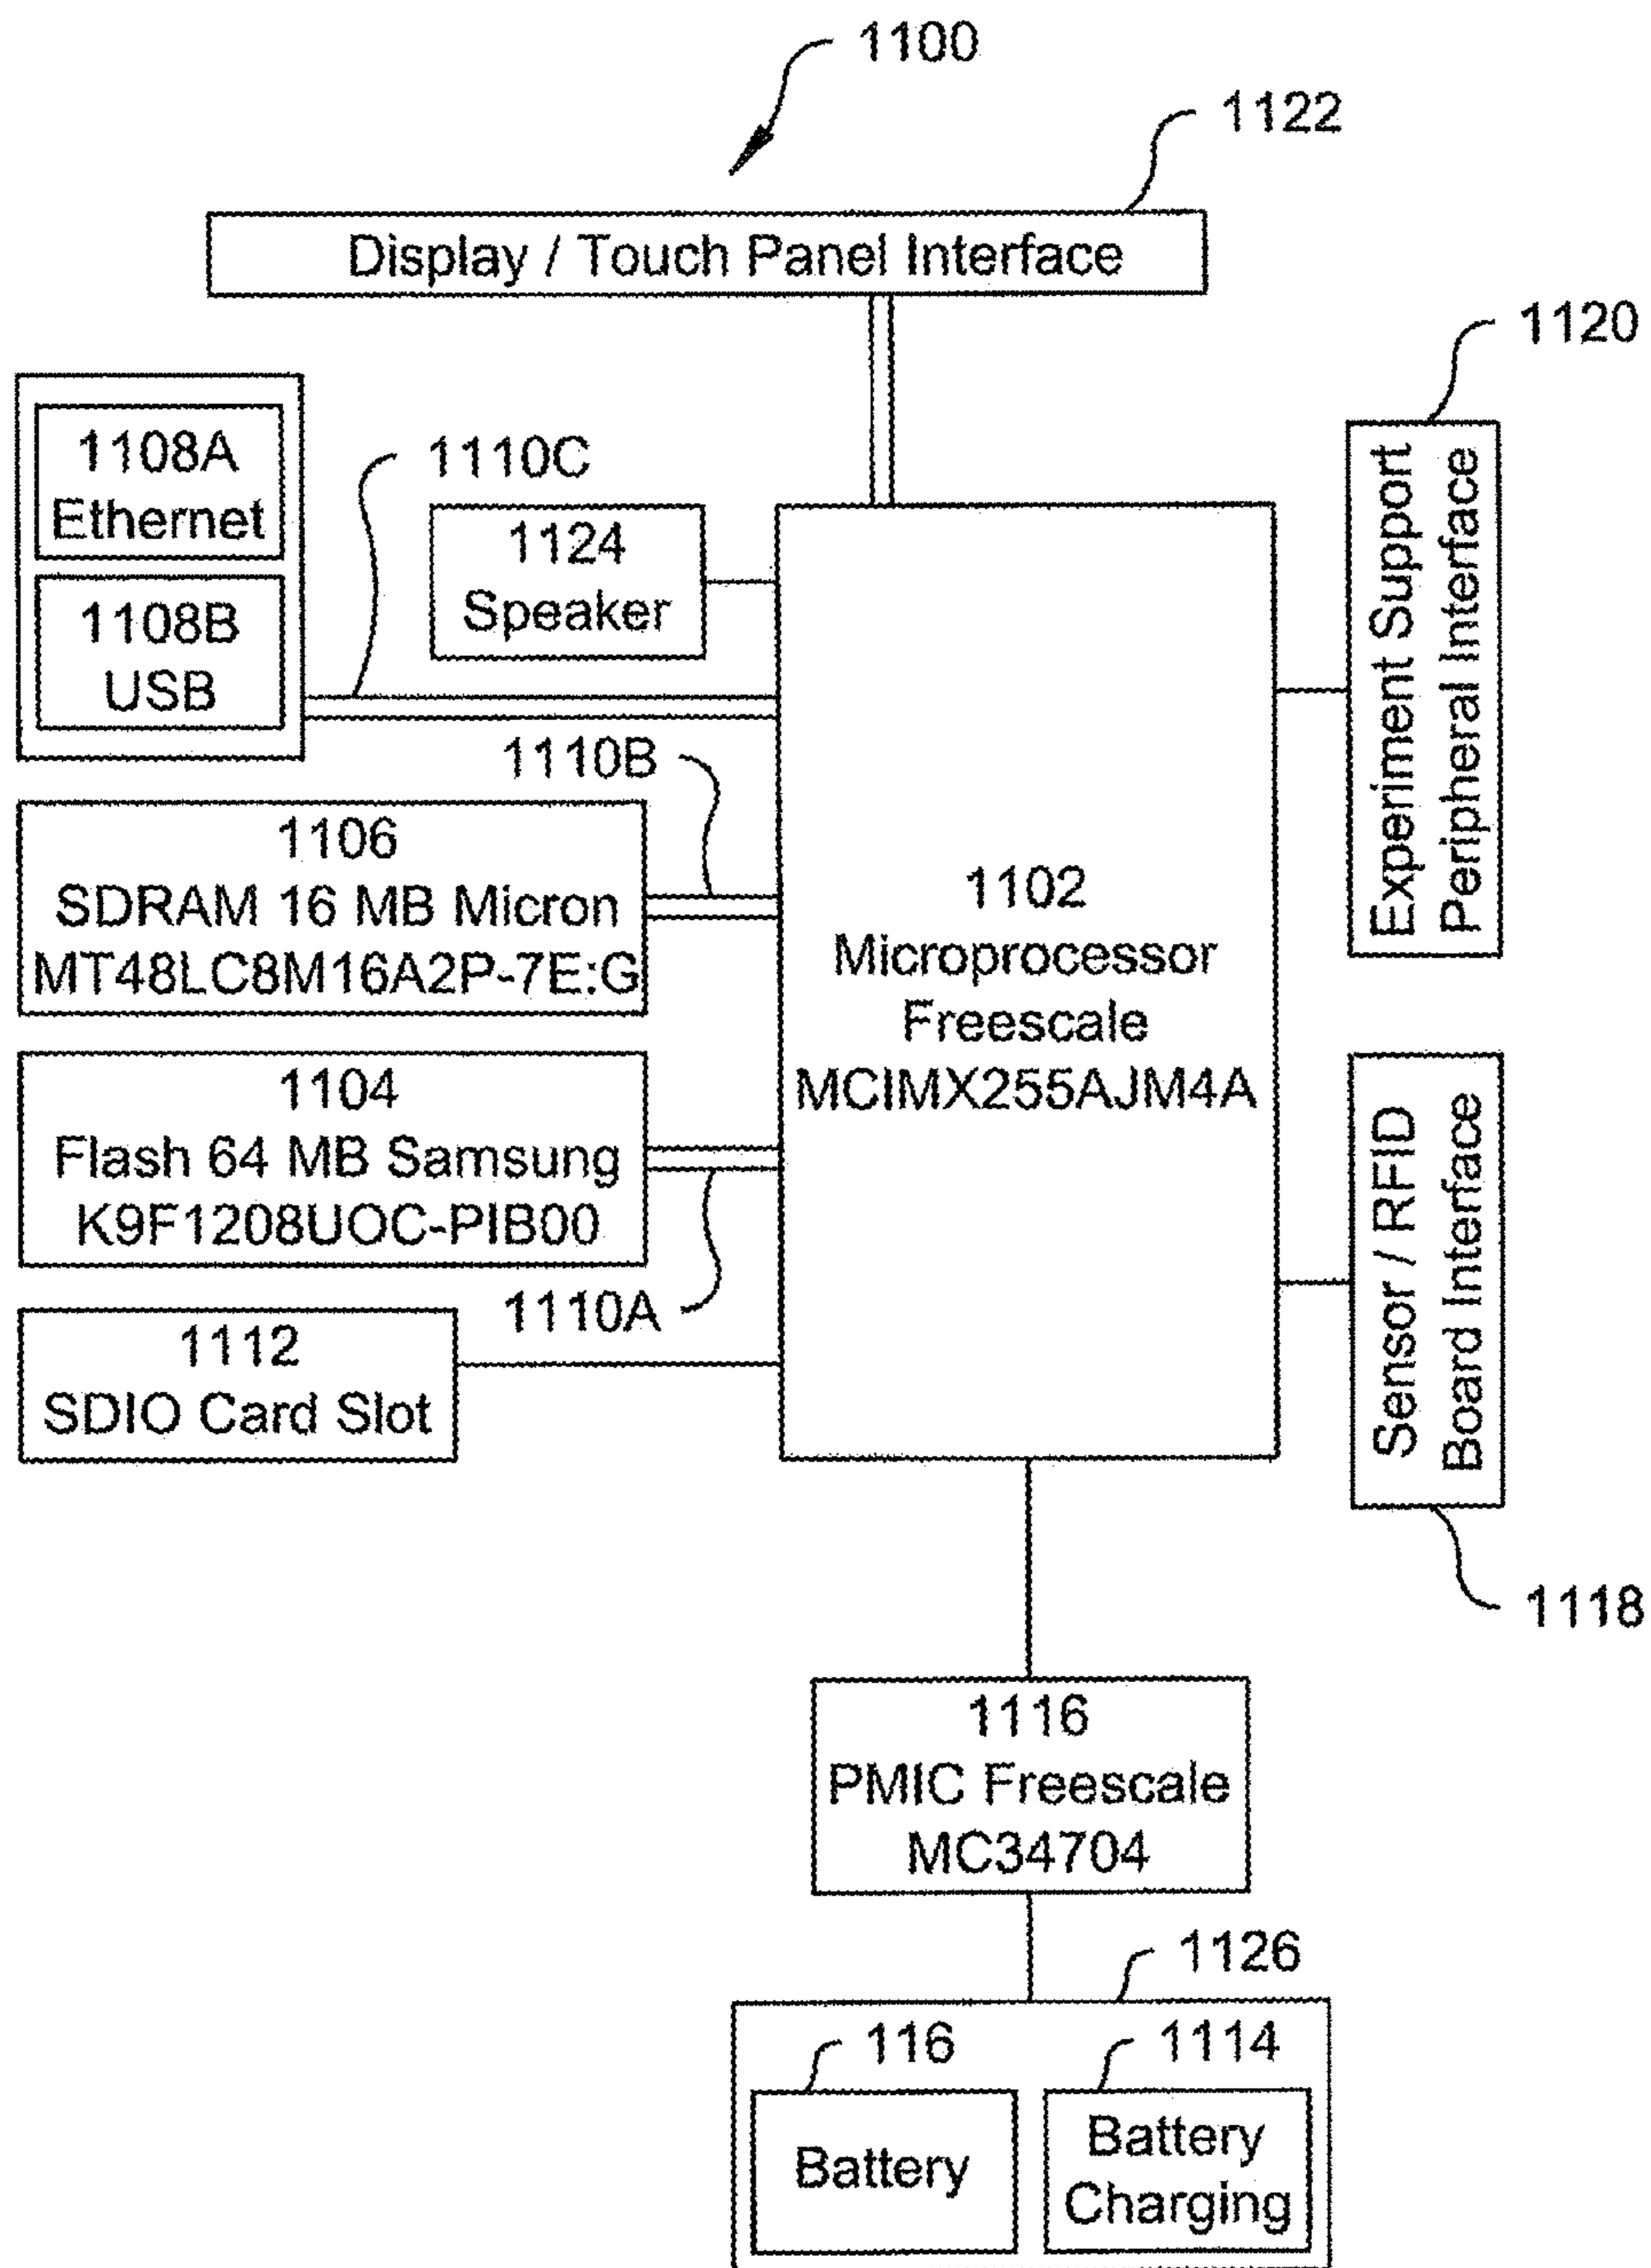 1100
1122
Display / Touch Panel Interface
1120
1108A
Ethernet
1108B
USB
1110C
1124
Speaker
Experiment Support
Peripheral Interface
1110B
1106
SDRAM 16 MB Micron
MT48LC8M16A2P-7E:G
1102
Microprocessor
Freescale
MCIMX255AJM4A
1104
Flash 64 MB Samsung
K9F1208UOC-PIB00
1110A
1112
SDIO Card Slot
Sensor / RFID
Board Interface
1118
1116
PMIC Freescale
MC34704
1126
116
1114
Battery
Battery
Charging